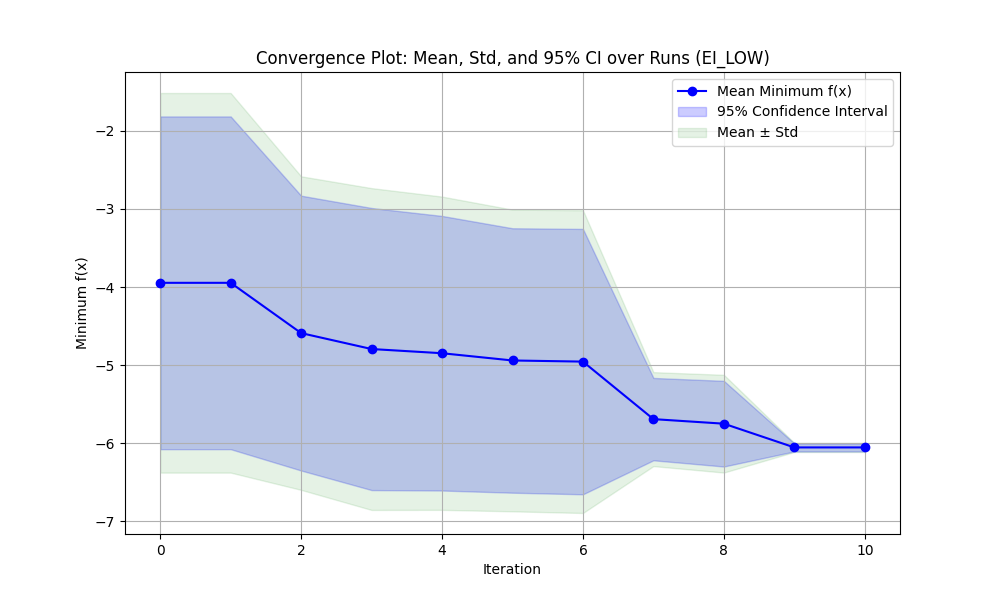 Convergence Plot: Mean, Std, and 95% CI over Runs (EI_LOW)
Mean Minimum f(x)
95% Confidence Interval
Mean ± Std
Minimum f(x)
−2
−3
−4
−5
−6
−7
0 2 4 6 8 10
Iteration